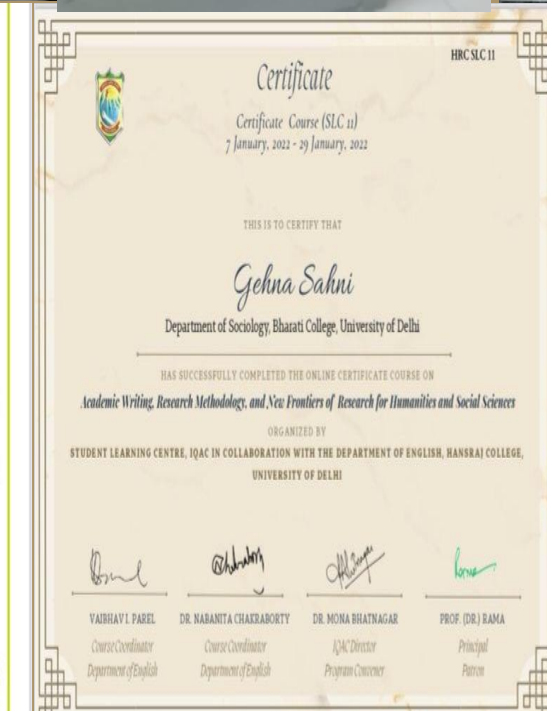 HRC SLC 11
Certificate
Certificate Course (SLC 11)
7 January, 2022 - 29 January, 2022
THIS IS TO CERTIFY THAT
Gehna Sahni
Department of Sociology, Bharati College, University of Delhi
HAS SUCCESSFULLY COMPLETED THE ONLINE CERTIFICATE COURSE ON
Academic Writing, Research Methodology, and New Frontiers of Research for Humanities and Social Sciences
ORGANIZED BY
STUDENT LEARNING CENTRE, IQAC IN COLLABORATION WITH THE DEPARTMENT OF ENGLISH, HANSRAJ COLLEGE,
UNIVERSITY OF DELHI
VAIBHAV I. PAREL DR. NABANITA CHAKRABORTY DR. MONA BHATNAGAR PROF. (DR.) RAMA
Course Coordinator Course Coordinator IQAC Director Principal
Department of English Department of English Program Convener Patron